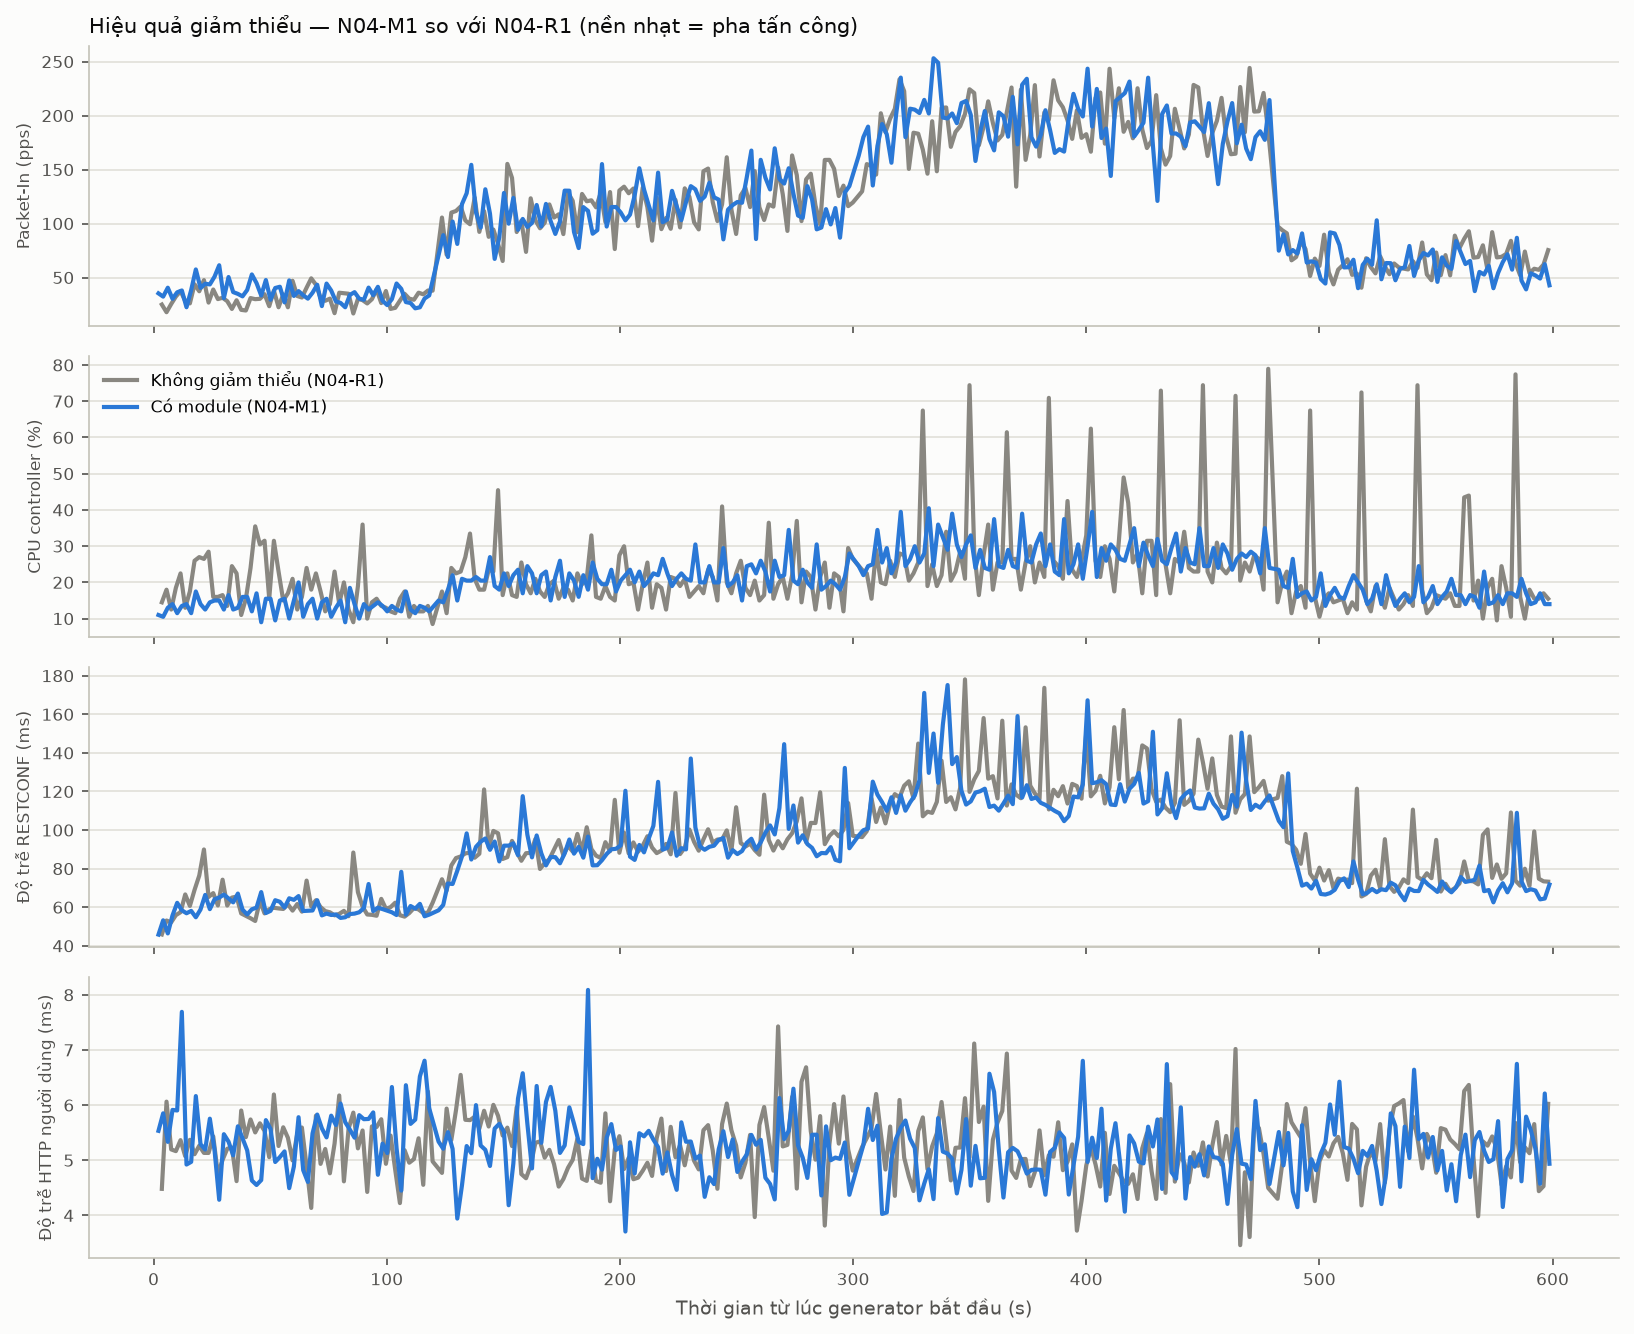 Hiệu quả giảm thiểu — N04-M1 so với N04-R1 (nền nhạt = pha tấn công)
250
200
150
100
50
Packet-In (pps)
80
70
60
50
40
30
20
10
CPU controller (%)
Không giảm thiểu (N04-R1)
Có module (N04-M1)
180
160
140
120
100
80
60
40
Độ trễ RESTCONF (ms)
8
7
6
5
4
Độ trễ HTTP người dùng (ms)
0 100 200 300 400 500 600
Thời gian từ lúc generator bắt đầu (s)